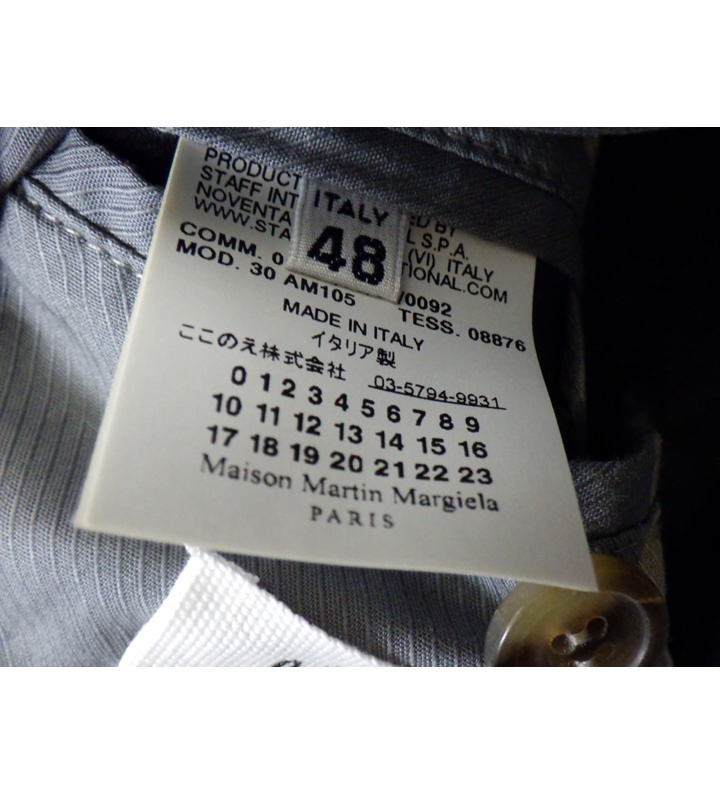 PRODUCT
STAFF INT ED BY
NOVENTA L S.P.A.
WWW.STA (VI) ITALY
TIONAL.COM
ITALY
48
COMM. 0 /0092
MOD. 30 AM105 TESS. 08876
MADE IN ITALY
イタリア製
ここのえ株式会社 03-5794-9931
0 1 2 3 4 5 6 7 8 9
10 11 12 13 14 15 16
17 18 19 20 21 22 23
Maison Martin Margiela
PARIS